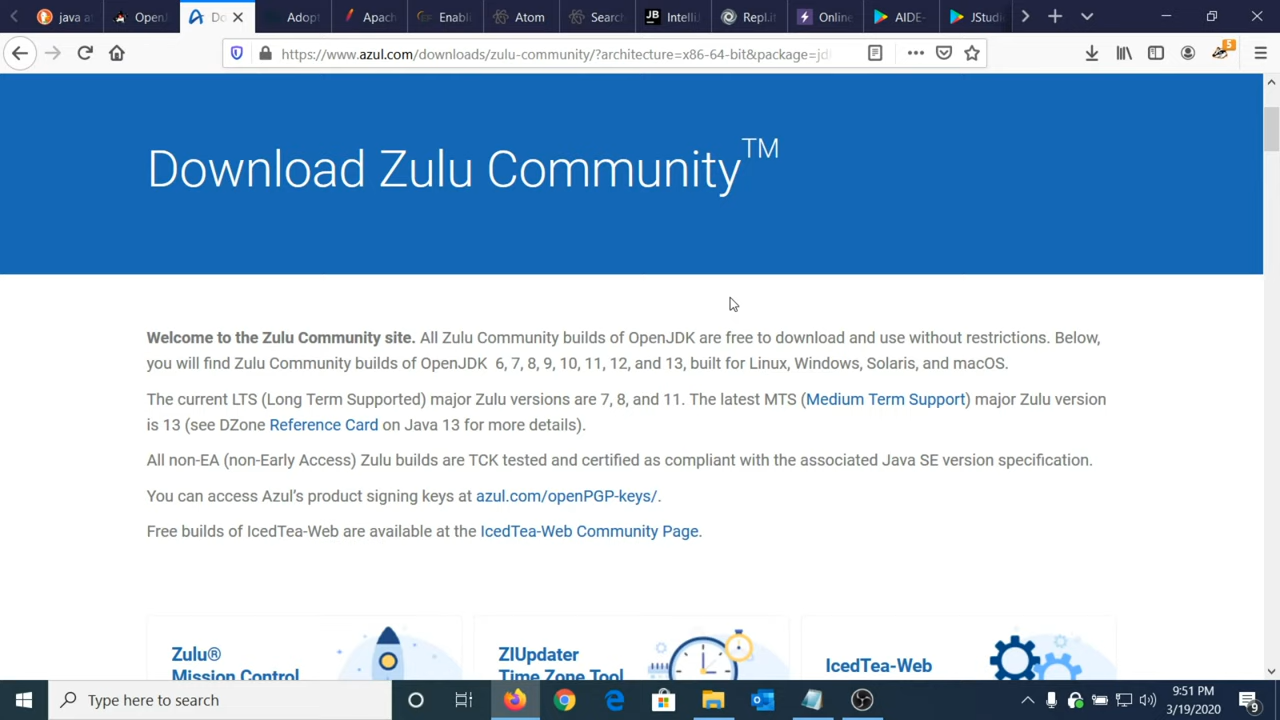 java a
OpenJ
Do
Adopt
Apach
Enabli
Atom
Search
JB
Intelli
Repl.it
Online
AIDE-
JStudi
https://www.azul.com/downloads/zulu-community/?architecture=x86-64-bit&package=jd
5
Download Zulu Community™
Welcome to the Zulu Community site. All Zulu Community builds of OpenJDK are free to download and use without restrictions. Below,
you will find Zulu Community builds of OpenJDK 6, 7, 8, 9, 10, 11, 12, and 13, built for Linux, Windows, Solaris, and macOS.
The current LTS (Long Term Supported) major Zulu versions are 7, 8, and 11. The latest MTS (Medium Term Support) major Zulu version
is 13 (see DZone Reference Card on Java 13 for more details).
All non-EA (non-Early Access) Zulu builds are TCK tested and certified as compliant with the associated Java SE version specification.
You can access Azul's product signing keys at azul.com/openPGP-keys/.
Free builds of IcedTea-Web are available at the IcedTea-Web Community Page.
Zulu®
Mission Control
ZIUpdater
Time Zone Tool
IcedTea-Web
Type here to search
9:51 PM
3/19/2020
9